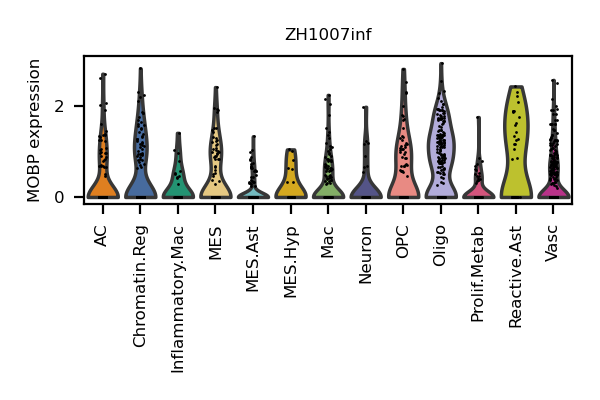 ZH1007inf
MOBP expression
2
0
AC
Chromatin.Reg
Inflammatory.Mac
MES
MES.Ast
MES.Hyp
Mac
Neuron
OPC
Oligo
Prolif.Metab
Reactive.Ast
Vasc